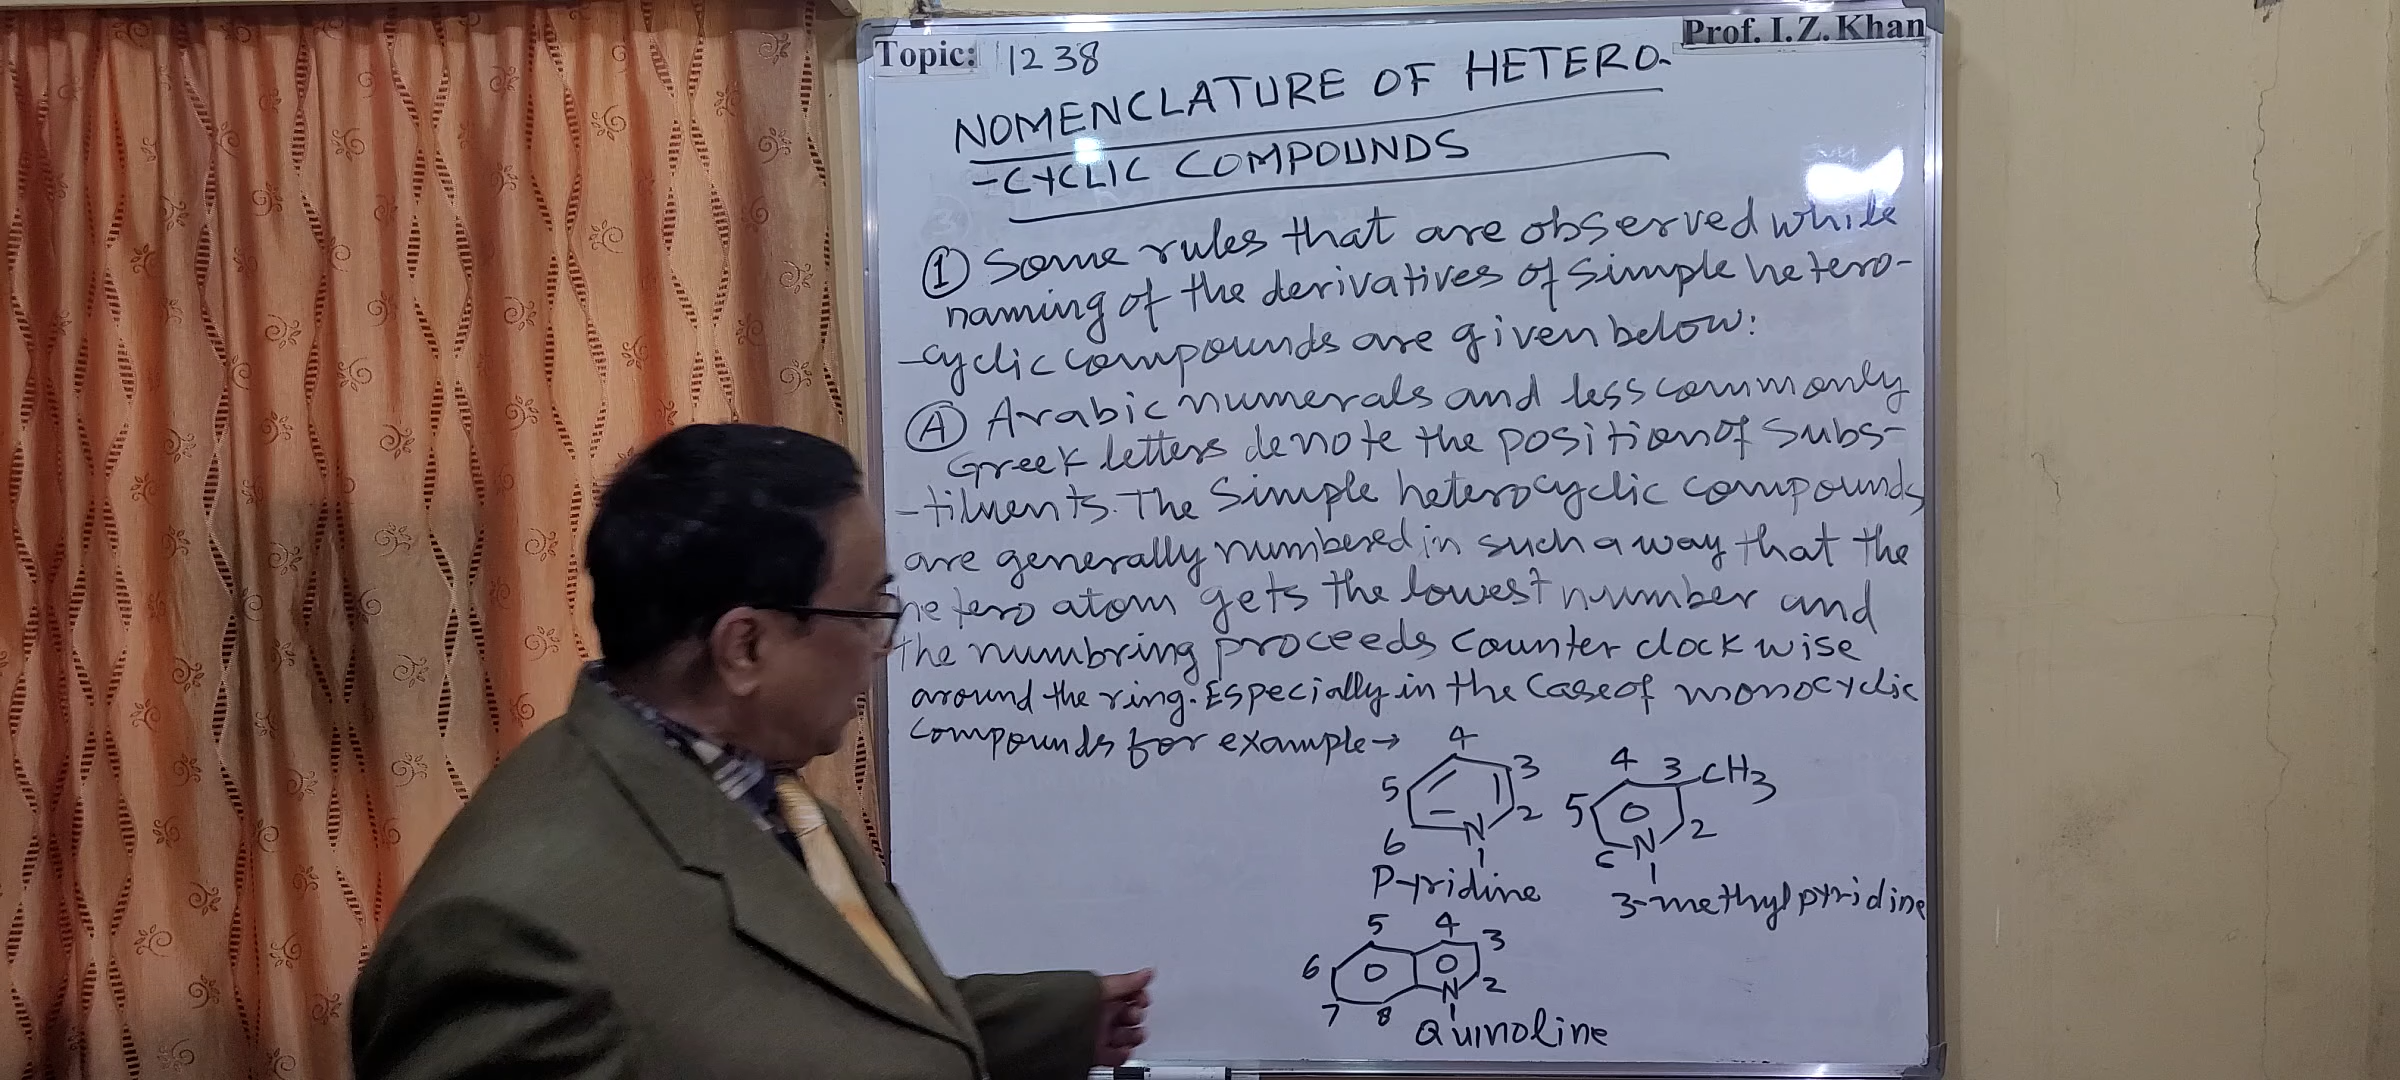 Topic: 1238
Prof. I.Z. Khan
NOMENCLATURE OF HETERO-
-CYCLIC COMPOUNDS
① Some rules that are observed while
naming of the derivatives of simple hetero-
-cyclic compounds are given below:
Ⓐ Arabic numerals and less commonly
Greek letters denote the position of subs-
-tituents. The simple heterocyclic compounds
are generally numbered in such a way that the
hetero atom gets the lowest number and
the numbring proceeds counter clock wise
around the ring. Especially in the case of monocyclic
compounds for example →
4
5 3
6 N 2
1
Pyridine
4 3 CH3
5 2
6 N
1
3-methylpyridine
5 4 3
6 2
7 8 N
1
Quinoline